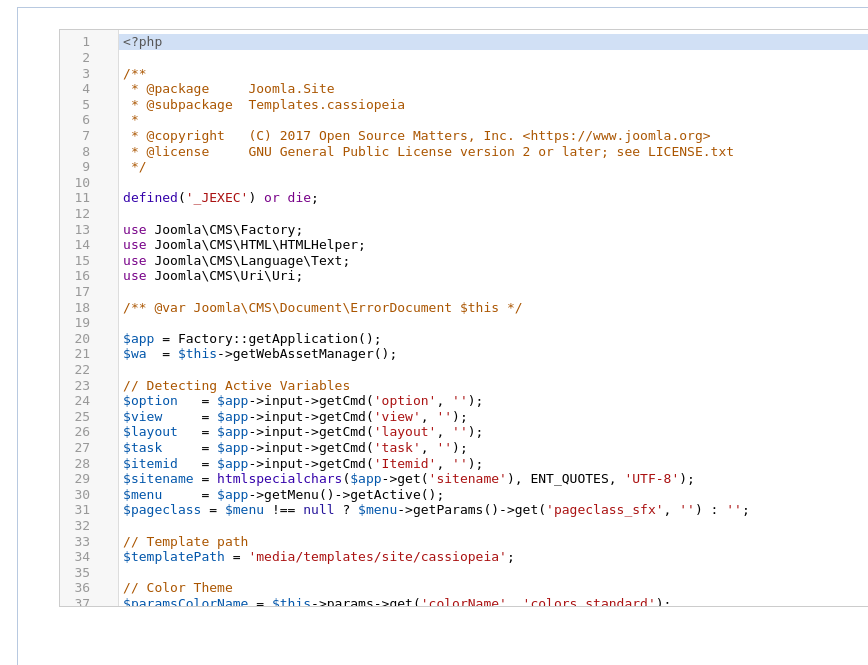 1 <?php
2
3 /**
4  * @package     Joomla.Site
5  * @subpackage  Templates.cassiopeia
6  *
7  * @copyright   (C) 2017 Open Source Matters, Inc. <https://www.joomla.org>
8  * @license     GNU General Public License version 2 or later; see LICENSE.txt
9  */
10
11 defined('_JEXEC') or die;
12
13 use Joomla\CMS\Factory;
14 use Joomla\CMS\HTML\HTMLHelper;
15 use Joomla\CMS\Language\Text;
16 use Joomla\CMS\Uri\Uri;
17
18 /** @var Joomla\CMS\Document\ErrorDocument $this */
19
20 $app = Factory::getApplication();
21 $wa  = $this->getWebAssetManager();
22
23 // Detecting Active Variables
24 $option   = $app->input->getCmd('option', '');
25 $view     = $app->input->getCmd('view', '');
26 $layout   = $app->input->getCmd('layout', '');
27 $task     = $app->input->getCmd('task', '');
28 $itemid   = $app->input->getCmd('Itemid', '');
29 $sitename = htmlspecialchars($app->get('sitename'), ENT_QUOTES, 'UTF-8');
30 $menu     = $app->getMenu()->getActive();
31 $pageclass = $menu !== null ? $menu->getParams()->get('pageclass_sfx', '') : '';
32
33 // Template path
34 $templatePath = 'media/templates/site/cassiopeia';
35
36 // Color Theme
37 $paramsColorName = $this->params->get('colorName', 'colors_standard');